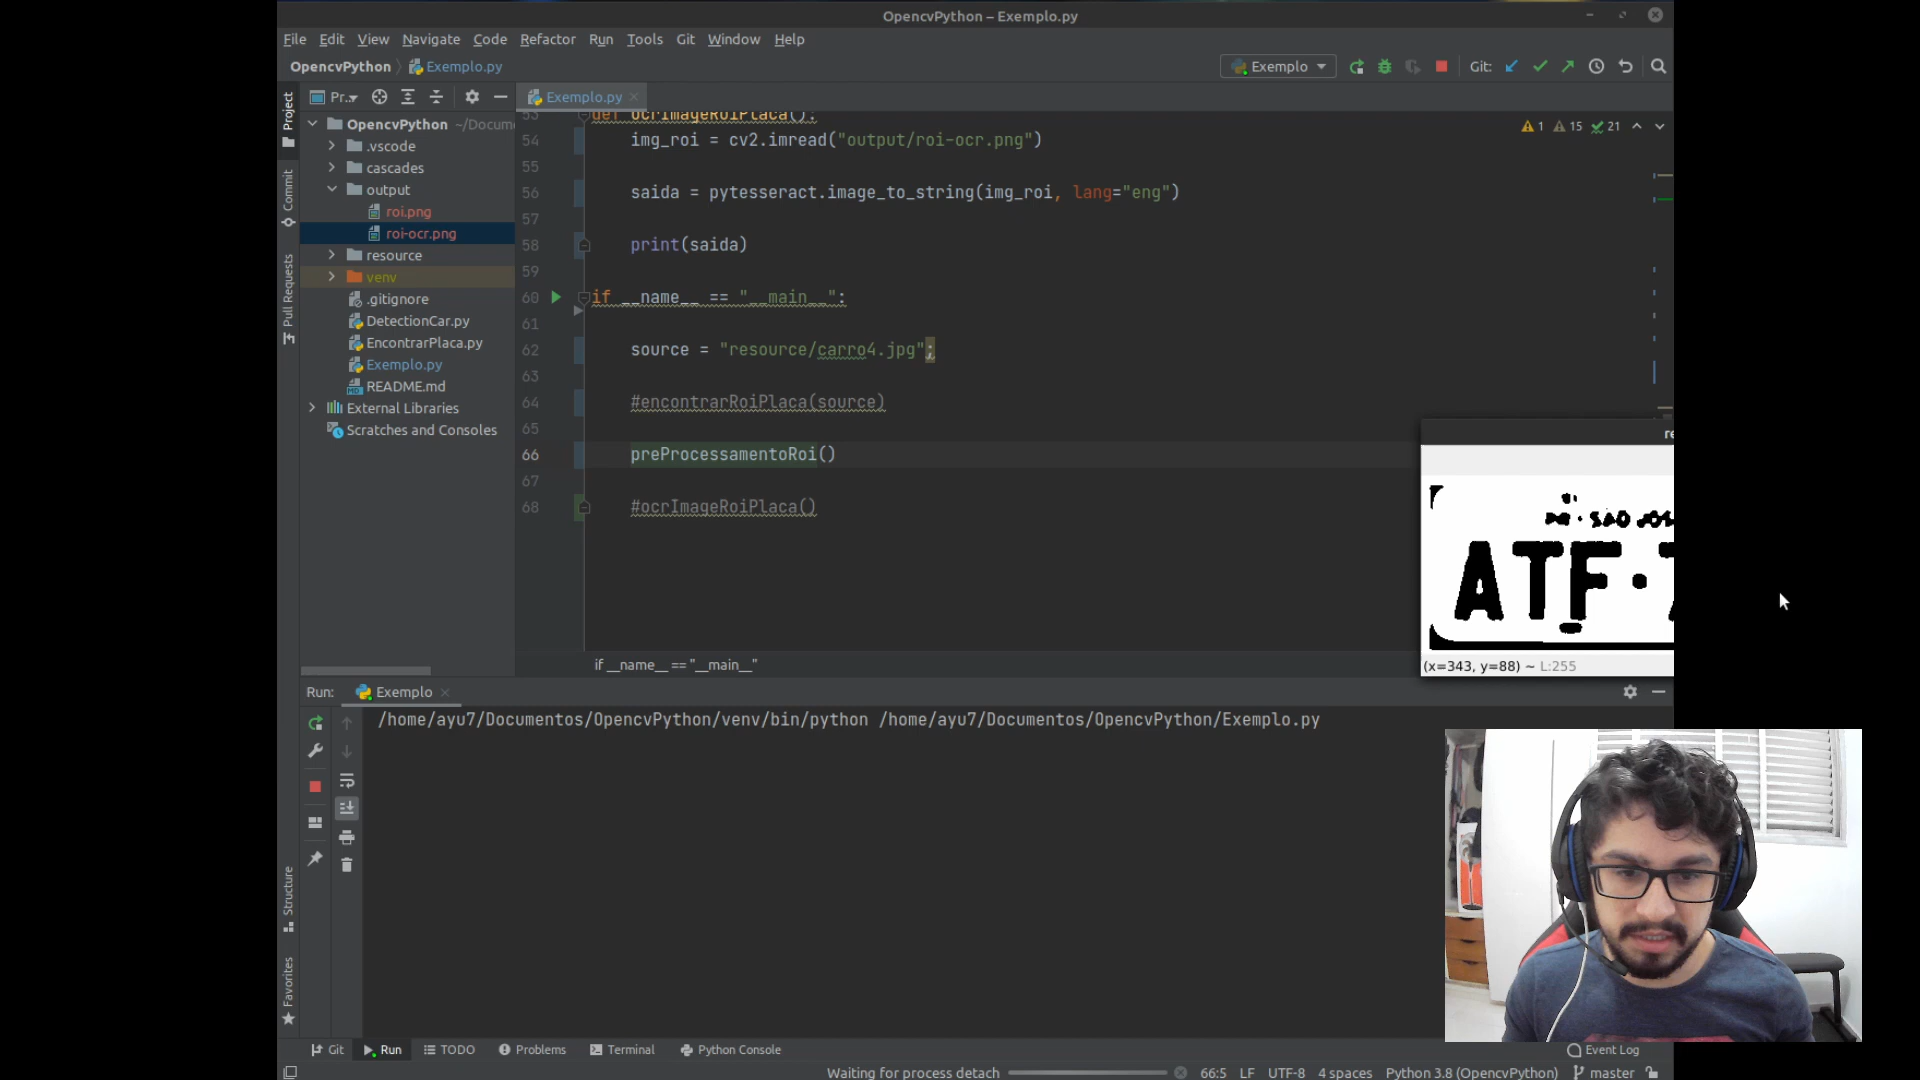 OpencvPython – Exemplo.py
File Edit View Navigate Code Refactor Run Tools Git Window Help
OpencvPython Exemplo.py
Exemplo
Git:
Pr..
Exemplo.py
Project
Commit
Pull Requests
Structure
Favorites
OpencvPython ~/Docum
.vscode
cascades
output
roi.png
roi-ocr.png
resource
venv
.gitignore
DetectionCar.py
EncontrarPlaca.py
Exemplo.py
README.md
External Libraries
Scratches and Consoles
1 15 21
53 def ocrImageRoiPlaca():
54 img_roi = cv2.imread("output/roi-ocr.png")
55
56 saida = pytesseract.image_to_string(img_roi, lang="eng")
57
58 print(saida)
59
60 if __name__ == "__main__":
61
62 source = "resource/carro4.jpg";
63
64 #encontrarRoiPlaca(source)
65
66 preProcessamentoRoi()
67
68 #ocrImageRoiPlaca()
if __name__ == "__main__"
re
SAO JOS
ATF·
(x=343, y=88) ~ L:255
Run: Exemplo
/home/ayu7/Documentos/OpencvPython/venv/bin/python /home/ayu7/Documentos/OpencvPython/Exemplo.py
Git Run TODO Problems Terminal Python Console Event Log
Waiting for process detach 66:5 LF UTF-8 4 spaces Python 3.8 (OpencvPython) master